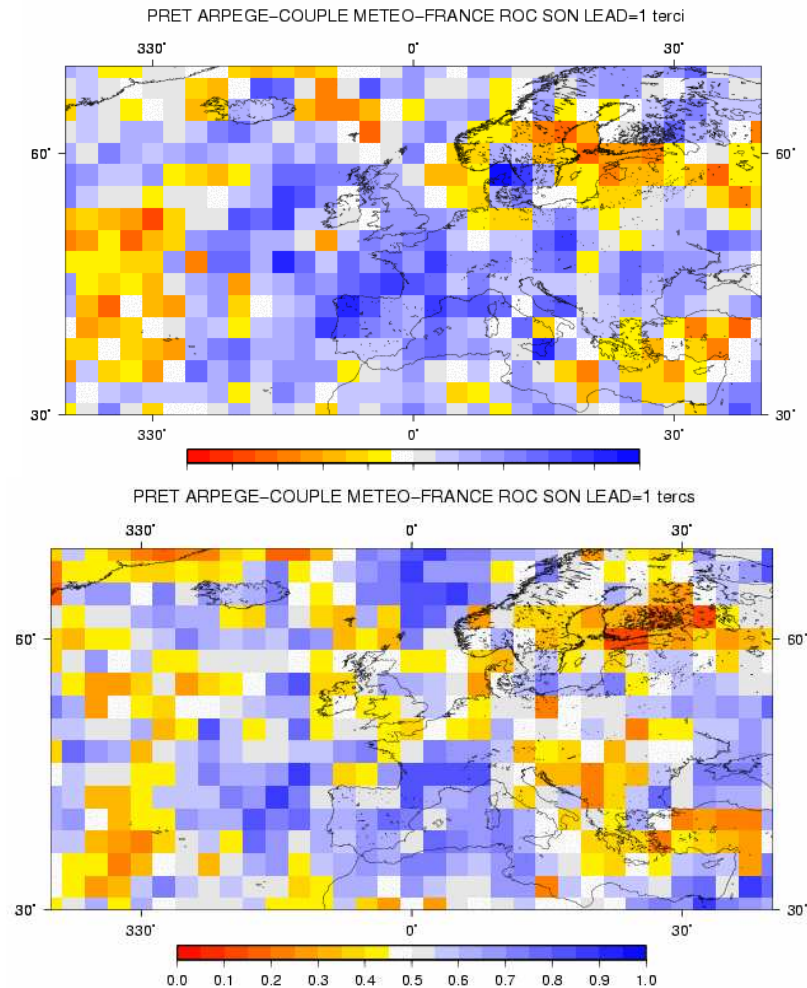 PRET ARPEGE-COUPLE METEO-FRANCE ROC SON LEAD=1 terci
330˚ 0˚ 30˚
60˚ 60˚
30˚ 30˚
330˚ 0˚ 30˚
PRET ARPEGE-COUPLE METEO-FRANCE ROC SON LEAD=1 tercs
330˚ 0˚ 30˚
60˚ 60˚
30˚ 30˚
330˚ 0˚ 30˚
0.0 0.1 0.2 0.3 0.4 0.5 0.6 0.7 0.8 0.9 1.0